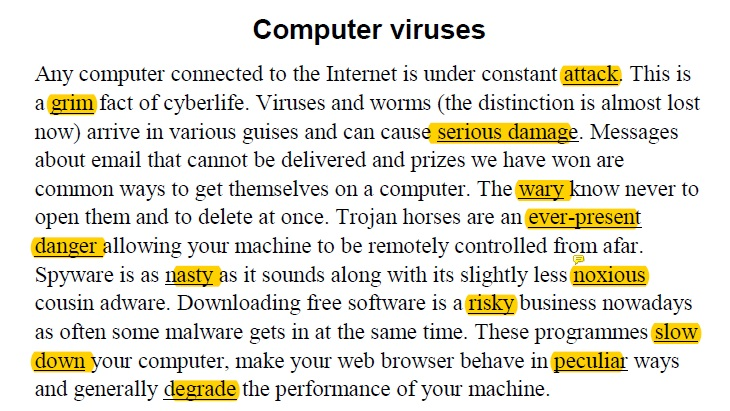 Computer viruses
Any computer connected to the Internet is under constant attack. This is
a grim fact of cyberlife. Viruses and worms (the distinction is almost lost
now) arrive in various guises and can cause serious damage. Messages
about email that cannot be delivered and prizes we have won are
common ways to get themselves on a computer. The wary know never to
open them and to delete at once. Trojan horses are an ever-present
danger allowing your machine to be remotely controlled from afar.
Spyware is as nasty as it sounds along with its slightly less noxious
cousin adware. Downloading free software is a risky business nowadays
as often some malware gets in at the same time. These programmes slow
down your computer, make your web browser behave in peculiar ways
and generally degrade the performance of your machine.